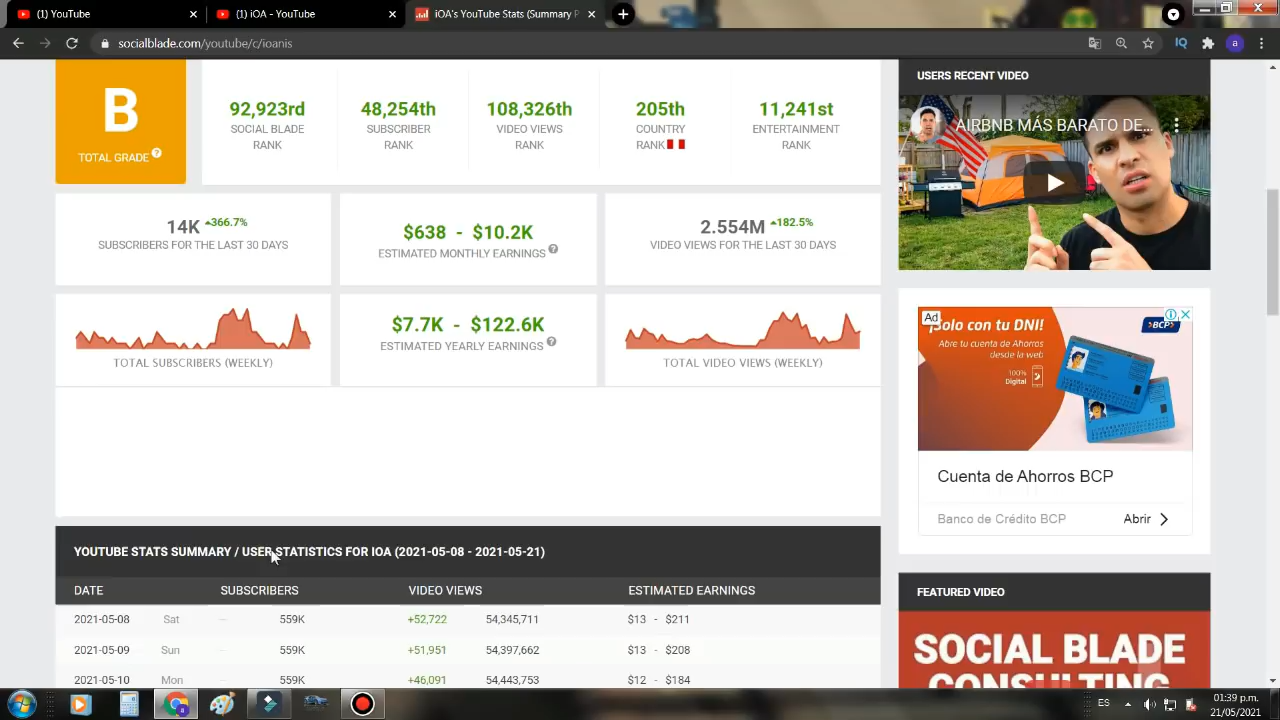 (1) YouTube
(1) iOA - YouTube
iOA's YouTube Stats (Summary P
socialblade.com/youtube/c/ioanis
IQ
a
B
TOTAL GRADE
92,923rd
SOCIAL BLADE
RANK
48,254th
SUBSCRIBER
RANK
108,326th
VIDEO VIEWS
RANK
205th
COUNTRY
RANK
11,241st
ENTERTAINMENT
RANK
14K 366.7%
SUBSCRIBERS FOR THE LAST 30 DAYS
$638 - $10.2K
ESTIMATED MONTHLY EARNINGS
2.554M 182.5%
VIDEO VIEWS FOR THE LAST 30 DAYS
TOTAL SUBSCRIBERS (WEEKLY)
$7.7K - $122.6K
ESTIMATED YEARLY EARNINGS
TOTAL VIDEO VIEWS (WEEKLY)
YOUTUBE STATS SUMMARY / USER STATISTICS FOR IOA (2021-05-08 - 2021-05-21)
DATE SUBSCRIBERS VIDEO VIEWS ESTIMATED EARNINGS
2021-05-08 Sat -- 559K +52,722 54,345,711 $13 - $211
2021-05-09 Sun -- 559K +51,951 54,397,662 $13 - $208
2021-05-10 Mon -- 559K +46,091 54,443,753 $12 - $184
USERS RECENT VIDEO
AIRBNB MÁS BARATO DE...
Ad
¡Solo con tu DNI!
Abre tu cuenta de Ahorros
desde la web
100%
Digital
BCP
Cuenta de Ahorros BCP
Banco de Crédito BCP
Abrir
FEATURED VIDEO
SOCIAL BLADE
CONSULTING
ES
01:39 p.m.
21/05/2021